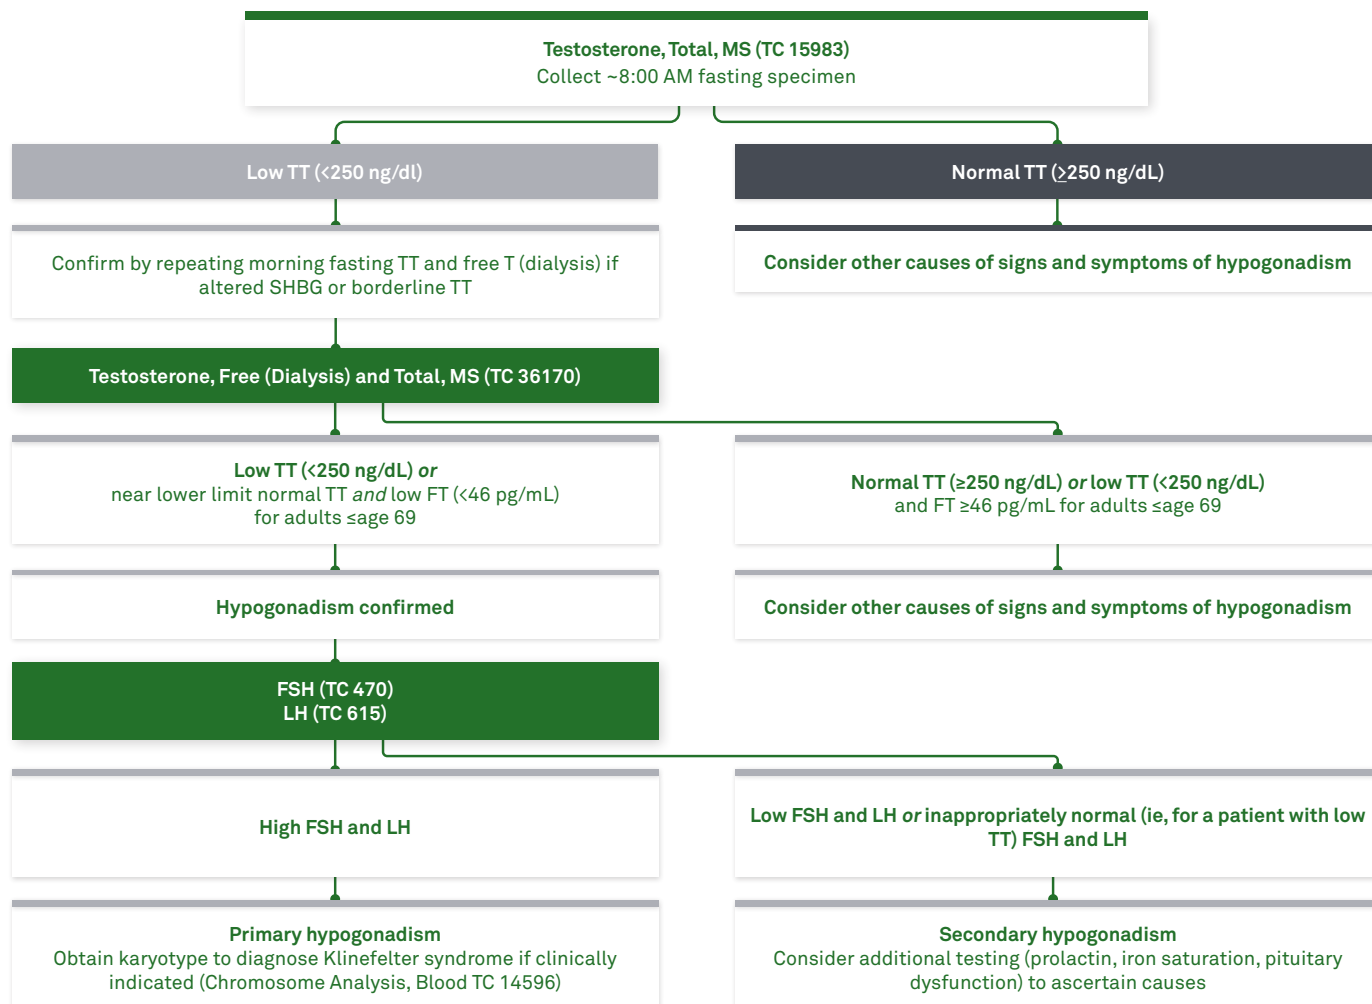 Testosterone, Total, MS (TC 15983)
Collect ~8:00 AM fasting specimen
Low TT (<250 ng/dl)
Normal TT (≥250 ng/dL)
Confirm by repeating morning fasting TT and free T (dialysis) if
altered SHBG or borderline TT
Consider other causes of signs and symptoms of hypogonadism
Testosterone, Free (Dialysis) and Total, MS (TC 36170)
Low TT (<250 ng/dL) or
near lower limit normal TT and low FT (<46 pg/mL)
for adults ≤age 69
Normal TT (≥250 ng/dL) or low TT (<250 ng/dL)
and FT ≥46 pg/mL for adults ≤age 69
Hypogonadism confirmed
Consider other causes of signs and symptoms of hypogonadism
FSH (TC 470)
LH (TC 615)
High FSH and LH
Low FSH and LH or inappropriately normal (ie, for a patient with low
TT) FSH and LH
Primary hypogonadism
Obtain karyotype to diagnose Klinefelter syndrome if clinically
indicated (Chromosome Analysis, Blood TC 14596)
Secondary hypogonadism
Consider additional testing (prolactin, iron saturation, pituitary
dysfunction) to ascertain causes